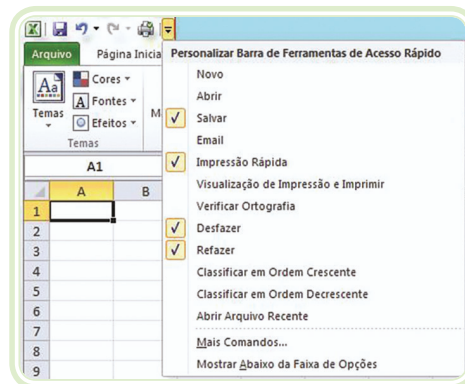 Arquivo Página Inicia
Personalizar Barra de Ferramentas de Acesso Rápido
Novo
Abrir
Salvar
Email
Impressão Rápida
Visualização de Impressão e Imprimir
Verificar Ortografia
Desfazer
Refazer
Classificar em Ordem Crescente
Classificar em Ordem Decrescente
Abrir Arquivo Recente
Mais Comandos...
Mostrar Abaixo da Faixa de Opções
Aa
Temas
Cores
A Fontes
Efeitos
M
Temas
A1
A B
1
2
3
4
5
6
7
8
9